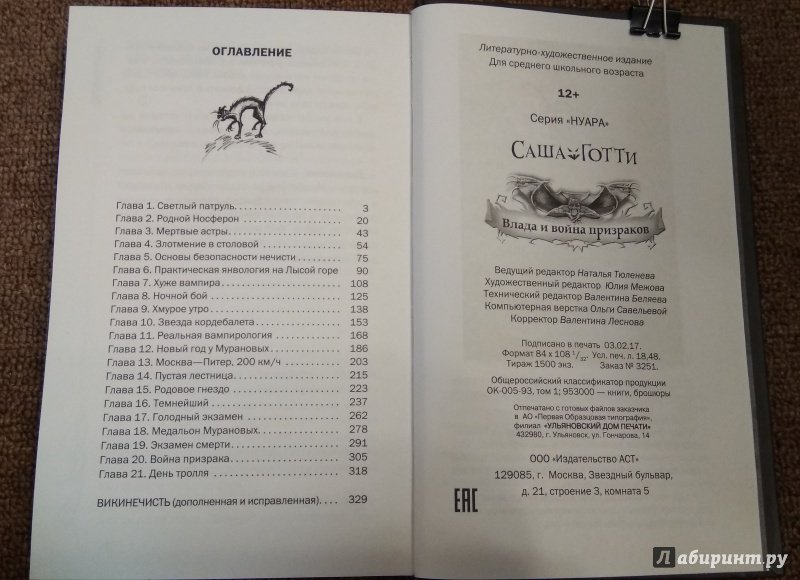 ОГЛАВЛЕНИЕ
Глава 1. Светлый патруль. . . . . . . . . . . . . . . . . . . . . 3
Глава 2. Родной Носферон . . . . . . . . . . . . . . . . . . . 20
Глава 3. Мертвые астры. . . . . . . . . . . . . . . . . . . . . 43
Глава 4. Злотмение в столовой . . . . . . . . . . . . . . . 54
Глава 5. Основы безопасности нечисти . . . . . . . . . 75
Глава 6. Практическая янвология на Лысой горе 90
Глава 7. Хуже вампира. . . . . . . . . . . . . . . . . . . . . 108
Глава 8. Ночной бой . . . . . . . . . . . . . . . . . . . . . . 125
Глава 9. Хмурое утро . . . . . . . . . . . . . . . . . . . . . 138
Глава 10. Звезда кордебалета . . . . . . . . . . . . . . . 153
Глава 11. Реальная вампирология . . . . . . . . . . . . 168
Глава 12. Новый год у Мурановых. . . . . . . . . . . . 186
Глава 13. Москва—Питер, 200 км/ч . . . . . . . . . . 203
Глава 14. Пустая лестница. . . . . . . . . . . . . . . . . . 215
Глава 15. Родовое гнездо . . . . . . . . . . . . . . . . . . 223
Глава 16. Темнейший . . . . . . . . . . . . . . . . . . . . . 237
Глава 17. Голодный экзамен . . . . . . . . . . . . . . . . 262
Глава 18. Медальон Мурановых. . . . . . . . . . . . . . 278
Глава 19. Экзамен смерти. . . . . . . . . . . . . . . . . . 291
Глава 20. Война призрака . . . . . . . . . . . . . . . . . . 305
Глава 21. День тролля . . . . . . . . . . . . . . . . . . . . 318
ВИКИНЕЧИСТЬ (дополненная и исправленная). . . . 329
Литературно-художественное издание
Для среднего школьного возраста
12+
Серия «НУАРА»
САША ГОТТИ
Влада и война призраков
Ведущий редактор Наталья Тюленева
Художественный редактор Юлия Межова
Технический редактор Валентина Беляева
Компьютерная верстка Ольги Савельевой
Корректор Валентина Леснова
Подписано в печать 03.02.17.
Формат 84 х 108 1/32. Усл. печ. л. 18,48.
Тираж 1500 экз. Заказ № 3251.
Общероссийский классификатор продукции
ОК-005-93, том 1; 953000 — книги, брошюры
Отпечатано с готовых файлов заказчика
в АО «Первая Образцовая типография»,
филиал «УЛЬЯНОВСКИЙ ДОМ ПЕЧАТИ»
432980, г. Ульяновск, ул. Гончарова, 14
ООО «Издательство АСТ»
129085, г. Москва, Звездный бульвар,
д. 21, строение 3, комната 5
EAC
Лабиринт.ру